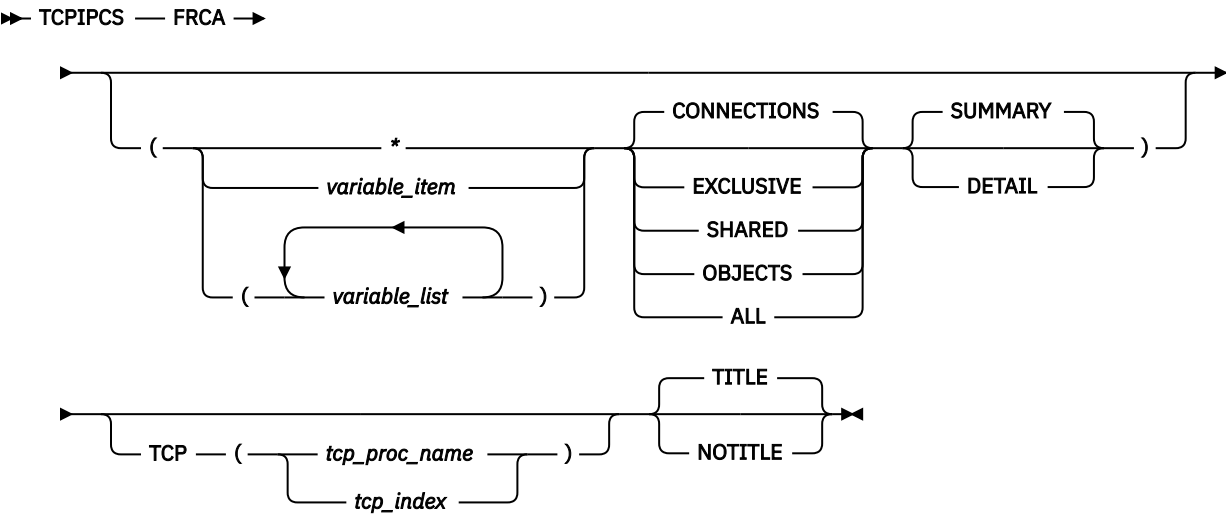 TCPIPCS FRCA
CONNECTIONS SUMMARY
( * )
variable_item EXCLUSIVE DETAIL
SHARED
OBJECTS
( variable_list )
ALL
TITLE
TCP ( tcp_proc_name ) NOTITLE
tcp_index